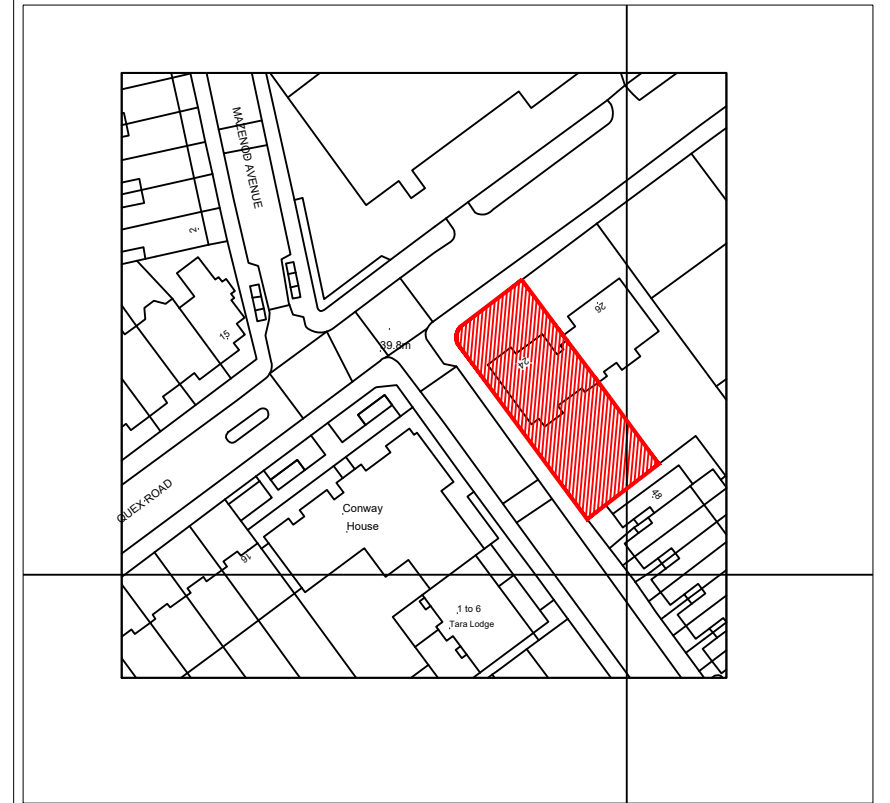 MAZENOD AVENUE
2
15
39.8m
26
24
QUEX ROAD
Conway
House
48
16
1 to 6
Tara Lodge